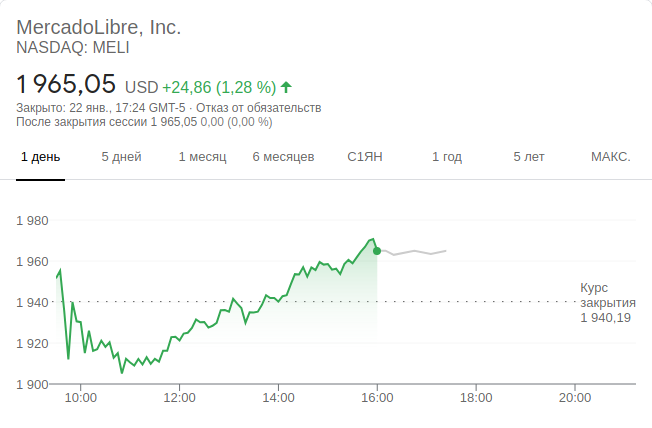 MercadoLibre, Inc.
NASDAQ: MELI
1 965,05 USD +24,86 (1,28 %)
Закрыто: 22 янв., 17:24 GMT-5 · Отказ от обязательств
После закрытия сессии 1 965,05 0,00 (0,00 %)
1 день 5 дней 1 месяц 6 месяцев С1ЯН 1 год 5 лет МАКС.
1 980
1 960
1 940
1 920
1 900
Курс
закрытия
1 940,19
10:00 12:00 14:00 16:00 18:00 20:00